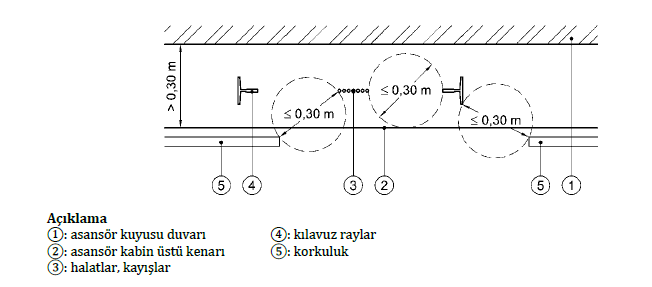 > 0,30 m
≤ 0,30 m
≤ 0,30 m
≤ 0,30 m
5 4 3 2 5 1
Açıklama
①: asansör kuyusu duvarı
②: asansör kabin üstü kenarı
③: halatlar, kayışlar
④: kılavuz raylar
⑤: korkuluk